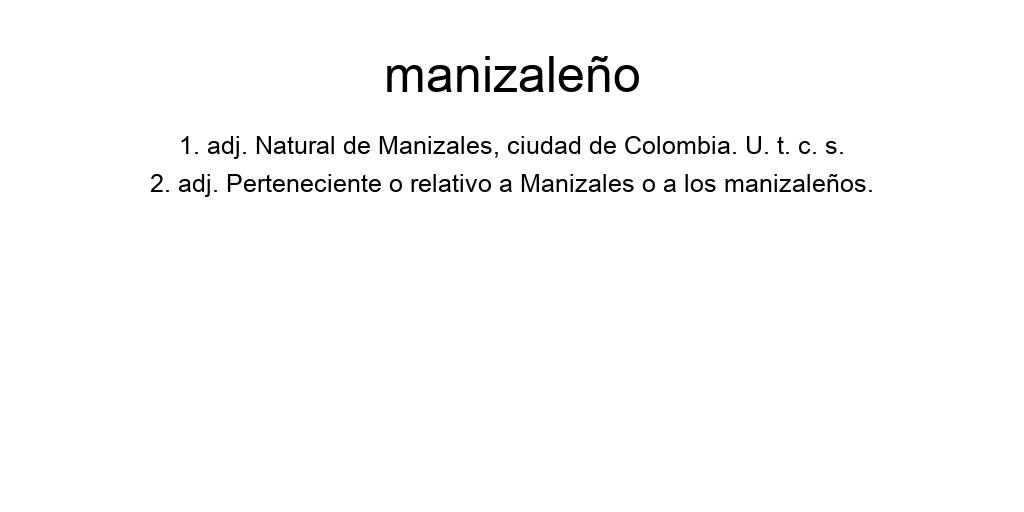 manizaleño
1. adj. Natural de Manizales, ciudad de Colombia. U. t. c. s.
2. adj. Perteneciente o relativo a Manizales o a los manizaleños.